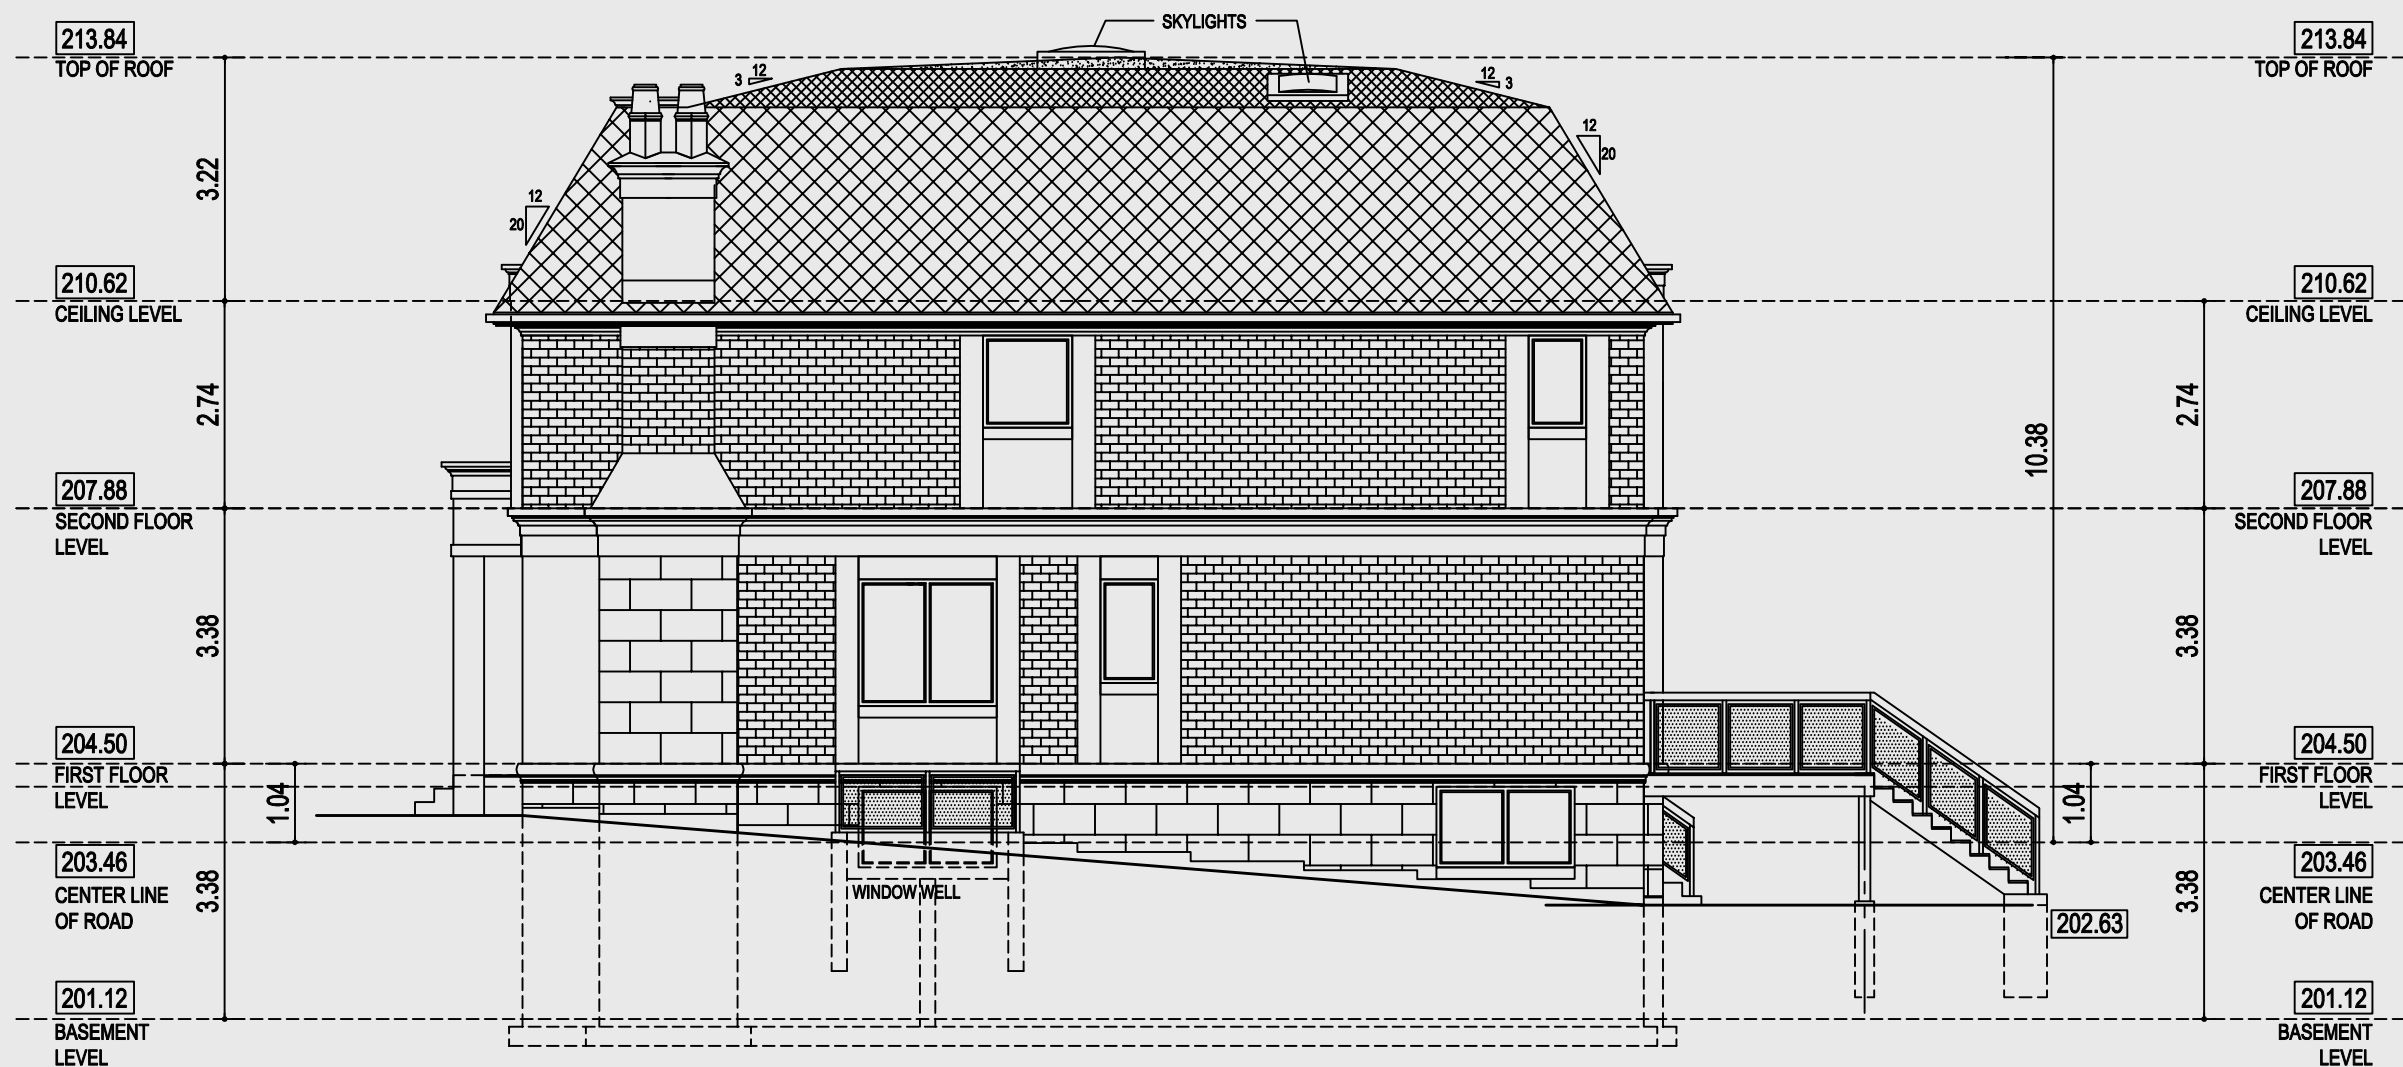 SKYLIGHTS
213.84
TOP OF ROOF
213.84
TOP OF ROOF
12
3
12
3
12
20
12
20
3.22
210.62
CEILING LEVEL
210.62
CEILING LEVEL
2.74
2.74
10.38
207.88
SECOND FLOOR
LEVEL
207.88
SECOND FLOOR
LEVEL
3.38
3.38
204.50
FIRST FLOOR
LEVEL
204.50
FIRST FLOOR
LEVEL
1.04
1.04
203.46
CENTER LINE
OF ROAD
203.46
CENTER LINE
OF ROAD
3.38
3.38
WINDOW WELL
202.63
201.12
BASEMENT
LEVEL
201.12
BASEMENT
LEVEL